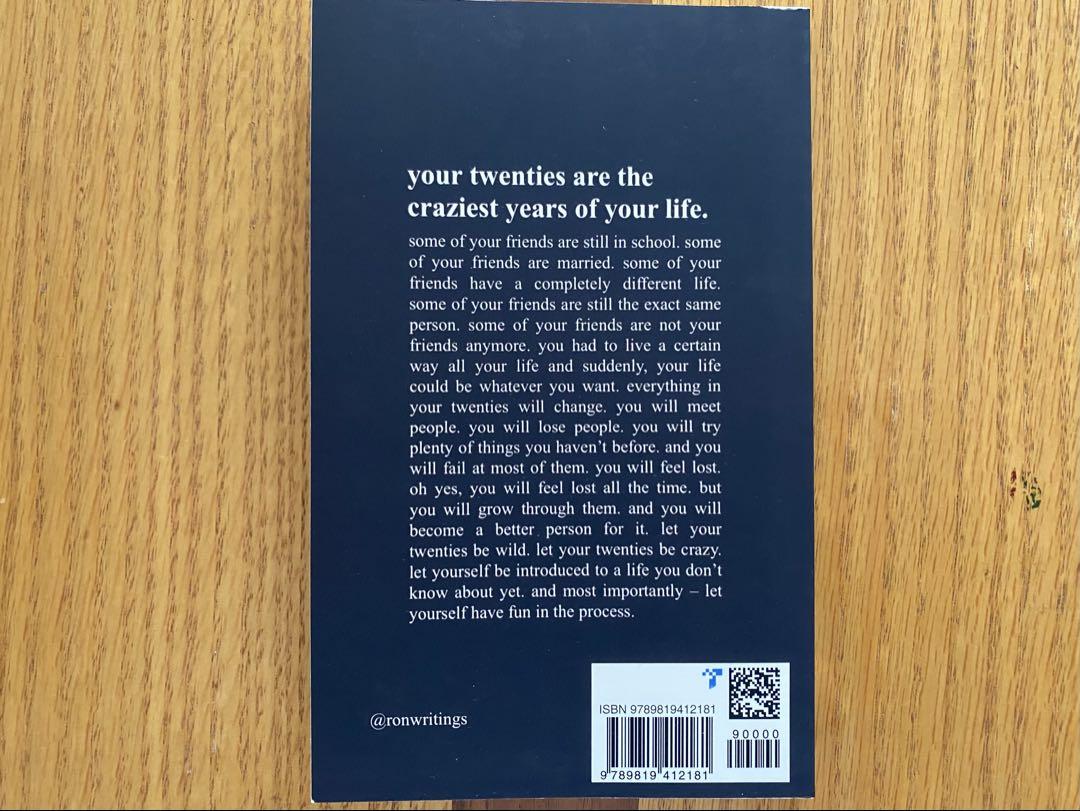 your twenties are the
craziest years of your life.
some of your friends are still in school. some
of your friends are married. some of your
friends have a completely different life.
some of your friends are still the exact same
person. some of your friends are not your
friends anymore. you had to live a certain
way all your life and suddenly, your life
could be whatever you want. everything in
your twenties will change. you will meet
people. you will lose people. you will try
plenty of things you haven’t before. and you
will fail at most of them. you will feel lost.
oh yes, you will feel lost all the time. but
you will grow through them. and you will
become a better person for it. let your
twenties be wild. let your twenties be crazy.
let yourself be introduced to a life you don’t
know about yet. and most importantly – let
yourself have fun in the process.
@ronwritings
ISBN 9789819412181
90000
9 789819 412181